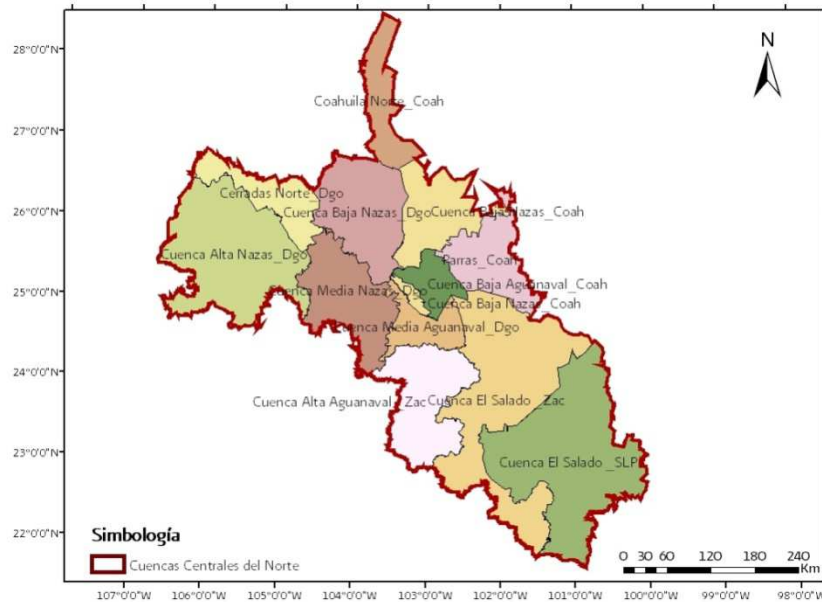 28°0'0"N
27°0'0"N
26°0'0"N
25°0'0"N
24°0'0"N
23°0'0"N
22°0'0"N
N
Coahuila Norte_Coah
Cerradas Norte_Dgo
Cuenca Baja Nazas_Dgo
Cuenca Baja Nazas_Coah
Cuenca Alta Nazas_Dgo
Parras_Coah
Cuenca Baja Aguanaval_Coah
Cuenca Media Nazas_Dgo
Cuenca Baja Nazas_Coah
Cuenca Media Aguanaval_Dgo
Cuenca Alta Aguanaval_Zac
Cuenca El Salado_Zac
Cuenca El Salado_SLP
Simbología
Cuencas Centrales del Norte
0 30 60 120 180 240
Km
107°0'0"W 106°0'0"W 105°0'0"W 104°0'0"W 103°0'0"W 102°0'0"W 101°0'0"W 100°0'0"W 99°0'0"W 98°0'0"W